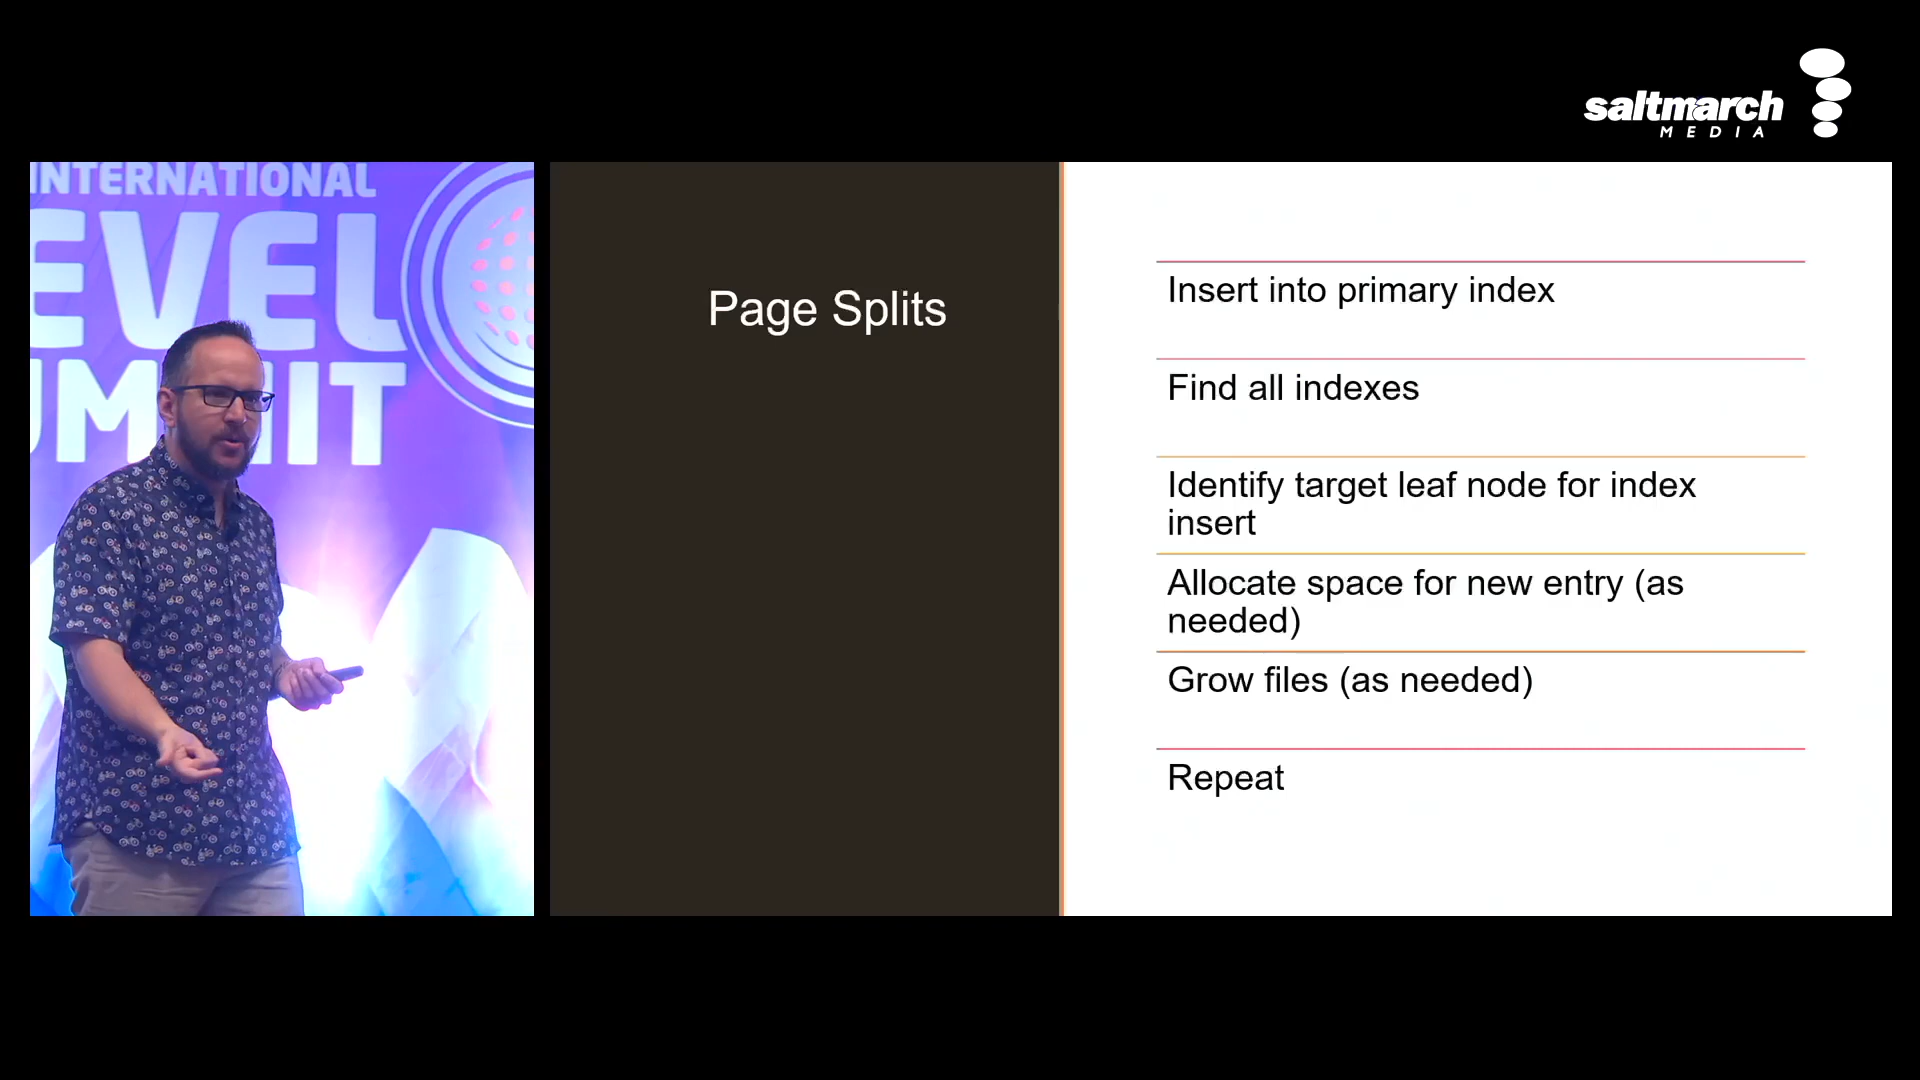 saltmarch
MEDIA
INTERNATIONAL
EVEL
UMMIT
Page Splits
Insert into primary index
Find all indexes
Identify target leaf node for index
insert
Allocate space for new entry (as
needed)
Grow files (as needed)
Repeat